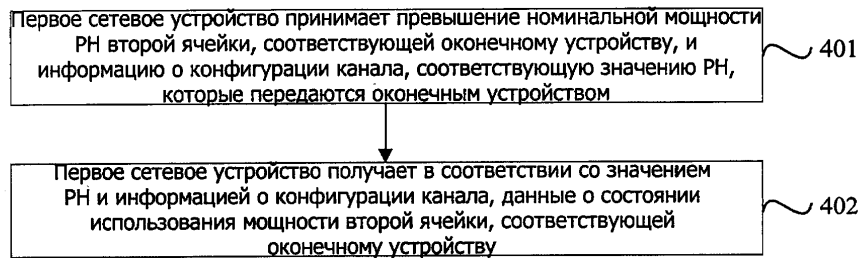 Первое сетевое устройство принимает превышение номинальной мощности
PH второй ячейки, соответствующей оконечному устройству, и
информацию о конфигурации канала, соответствующую значению PH,
которые передаются оконечным устройством
401
Первое сетевое устройство получает в соответствии со значением
PH и информацией о конфигурации канала, данные о состоянии
использования мощности второй ячейки, соответствующей
оконечному устройству
402